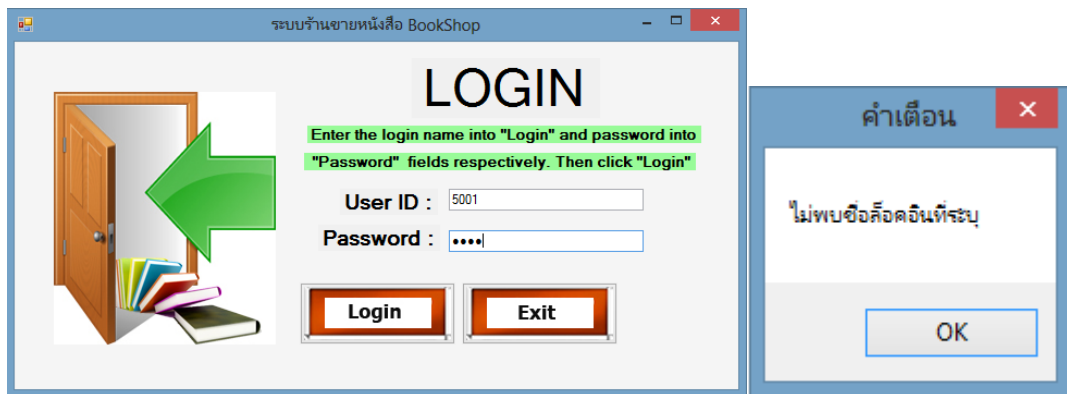 ระบบร้านขายหนังสือ BookShop
LOGIN
Enter the login name into "Login" and password into
"Password" fields respectively. Then click "Login"
User ID : 5001
Password : ••••
Login Exit
คำเตือน
ไม่พบชื่อล็อคอินที่ระบุ
OK